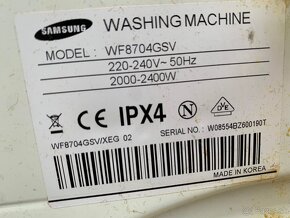 SAMSUNG WASHING MACHINE
MODEL : WF8704GSV
220-240V~ 50Hz
2000-2400W
CE IPX4
WF8704GSV/XEG 02
SERIAL NO. : W08554BZ600190T
MADE IN KOREA